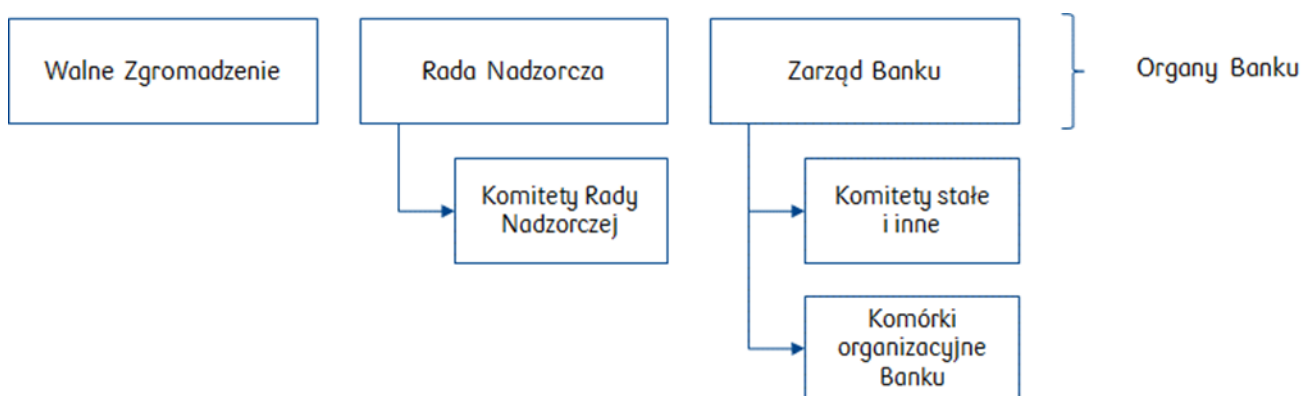 Walne Zgromadzenie
Rada Nadzorcza
Zarząd Banku
Organy Banku
Komitety Rady
Nadzorczej
Komitety stałe
i inne
Komórki
organizacyjne
Banku